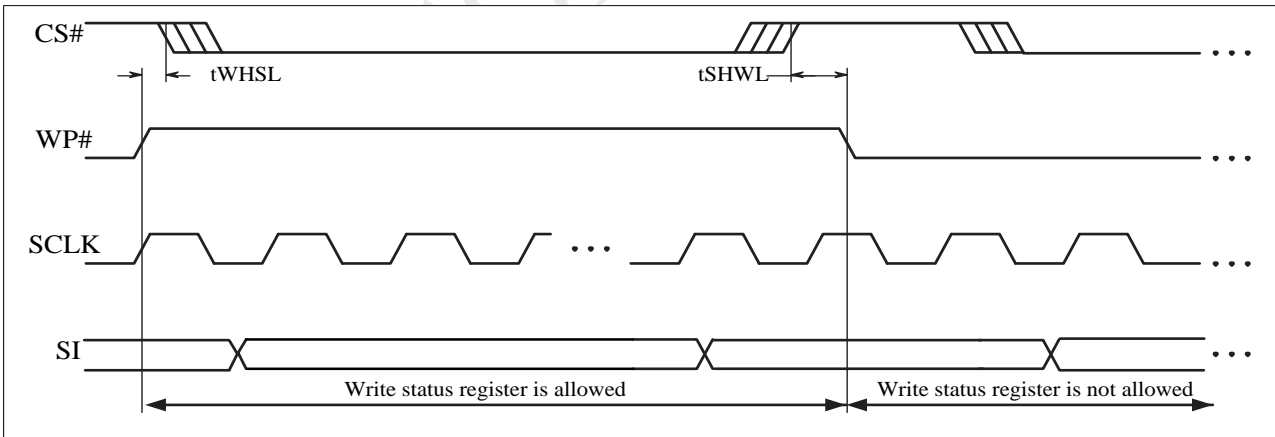 CS#
tWHSL
tSHWL
WP#
SCLK
SI
Write status register is allowed
Write status register is not allowed